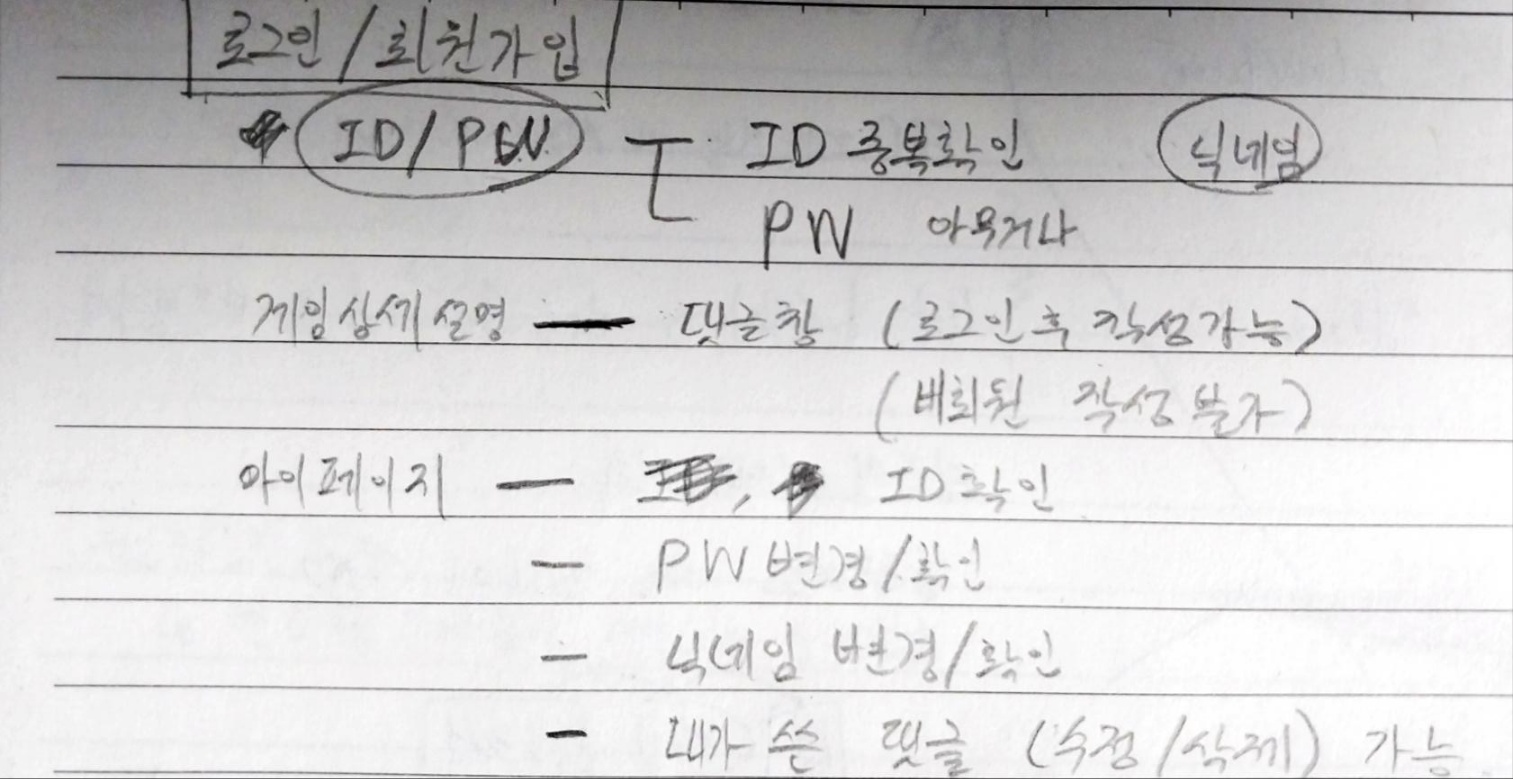 로그인 / 회원가입
ID / PW ID 중복확인 닉네임
PW 아무거나
게임상세설명 — 댓글창 (로그인 후 작성가능)
(비회원 작성불가)
마이페이지 — ID 확인
— PW 변경/확인
— 닉네임 변경/확인
— 내가 쓴 댓글 (수정/삭제) 가능